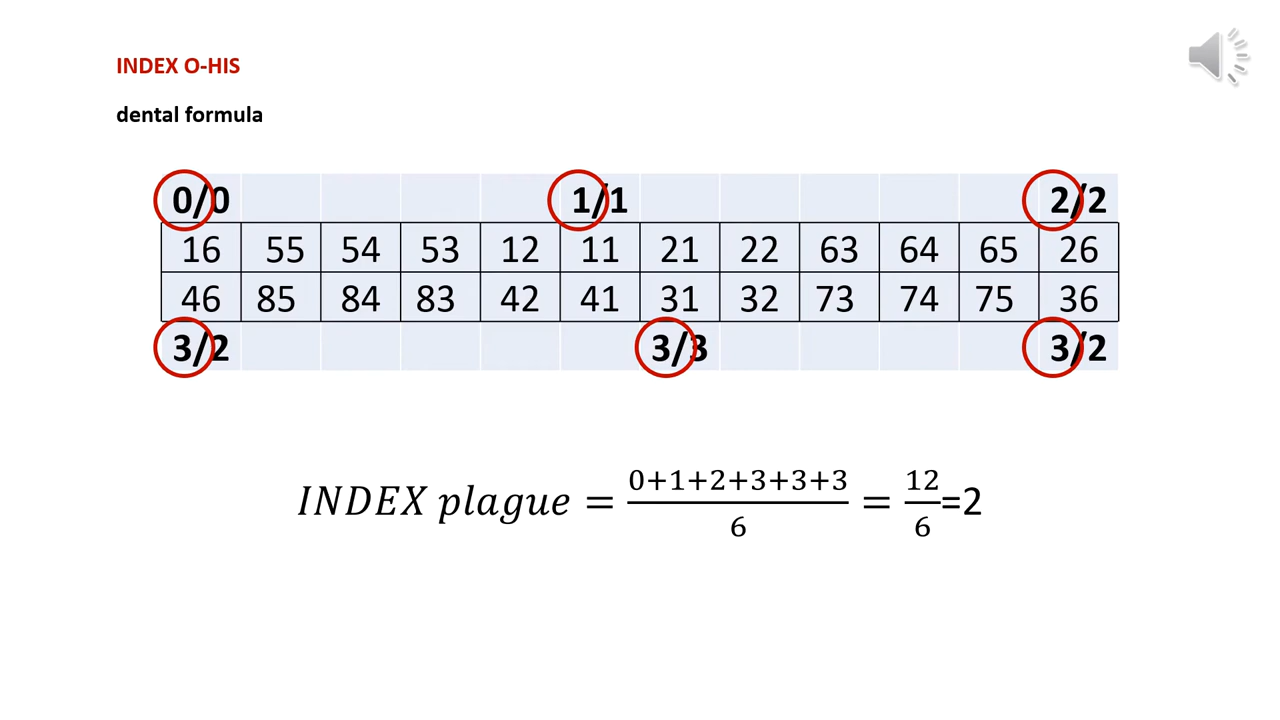 INDEX O-HIS
dental formula
0/0 1/1 2/2
16 55 54 53 12 11 21 22 63 64 65 26
46 85 84 83 42 41 31 32 73 74 75 36
3/2 3/3 3/2
INDEX plague = 0+1+2+3+3+3/6 = 12/6 =2